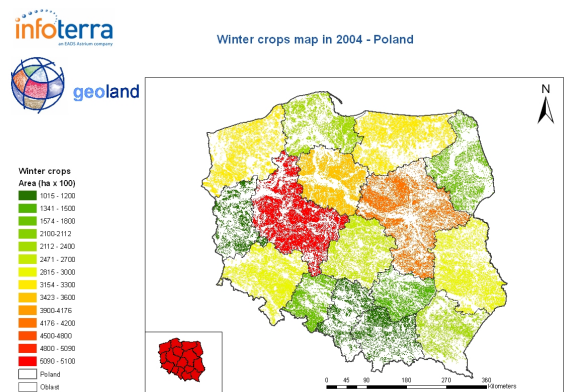 infoterra
an EADS Astrium company
Winter crops map in 2004 - Poland
geoland
N
Winter crops
Area (ha x 100)
1015 - 1200
1341 - 1500
1574 - 1800
2100-2112
2112 - 2400
2471 - 2700
2815 - 3000
3154 - 3300
3423 - 3600
3900-4176
4176 - 4200
4500-4800
4800 - 5090
5090 - 5100
Poland
Oblast
0 45 90 180 270 360
Kilometers